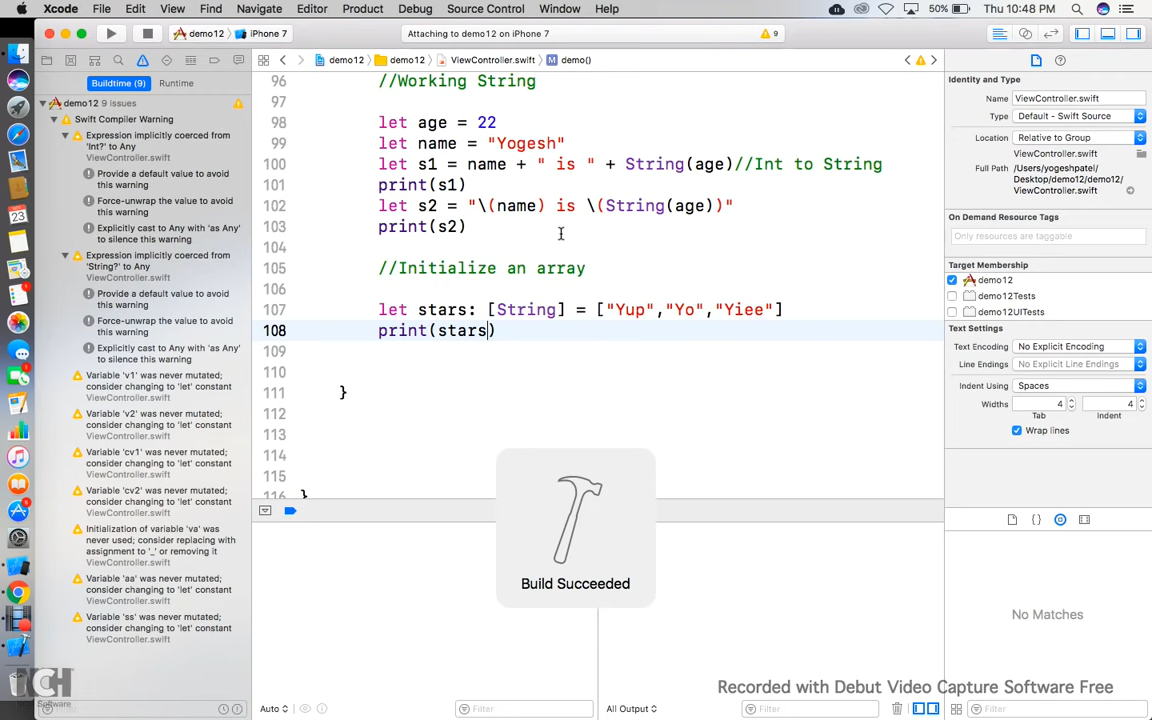 Xcode File Edit View Find Navigate Editor Product Debug Source Control Window Help 50% Thu 10:48 PM
demo12 iPhone 7 Attaching to demo12 on iPhone 7 9
demo12 demo12 ViewController.swift M demo()
Buildtime (9) Runtime
demo12 9 issues
Swift Compiler Warning
Expression implicitly coerced from
'Int?' to Any
ViewController.swift
Provide a default value to avoid
this warning
Force-unwrap the value to avoid
this warning
Explicitly cast to Any with 'as Any'
to silence this warning
Expression implicitly coerced from
'String?' to Any
ViewController.swift
Provide a default value to avoid
this warning
Force-unwrap the value to avoid
this warning
Explicitly cast to Any with 'as Any'
to silence this warning
Variable 'v1' was never mutated;
consider changing to 'let' constant
ViewController.swift
Variable 'v2' was never mutated;
consider changing to 'let' constant
ViewController.swift
Variable 'cv1' was never mutated;
consider changing to 'let' constant
ViewController.swift
Variable 'cv2' was never mutated;
consider changing to 'let' constant
ViewController.swift
Initialization of variable 'va' was
never used; consider replacing with
assignment to '_' or removing it
ViewController.swift
Variable 'aa' was never mutated;
consider changing to 'let' constant
ViewController.swift
Variable 'ss' was never mutated;
consider changing to 'let' constant
ViewController.swift
96 //Working String
97
98 let age = 22
99 let name = "Yogesh"
100 let s1 = name + " is " + String(age)//Int to String
101 print(s1)
102 let s2 = "\(name) is \(String(age))"
103 print(s2)
104
105 //Initialize an array
106
107 let stars: [String] = ["Yup","Yo","Yiee"]
108 print(stars)
109
110
111 }
112
113
114
115
116 }
Build Succeeded
Auto Filter All Output Filter
Identity and Type
Name ViewController.swift
Type Default - Swift Source
Location Relative to Group
ViewController.swift
Full Path /Users/yogeshpatel/
Desktop/demo12/demo12/
ViewController.swift
On Demand Resource Tags
Only resources are taggable
Target Membership
demo12
demo12Tests
demo12UITests
Text Settings
Text Encoding No Explicit Encoding
Line Endings No Explicit Line Endings
Indent Using Spaces
Widths 4 4
Tab Indent
Wrap lines
{}
No Matches
Filter
NCH
Software
Recorded with Debut Video Capture Software Free